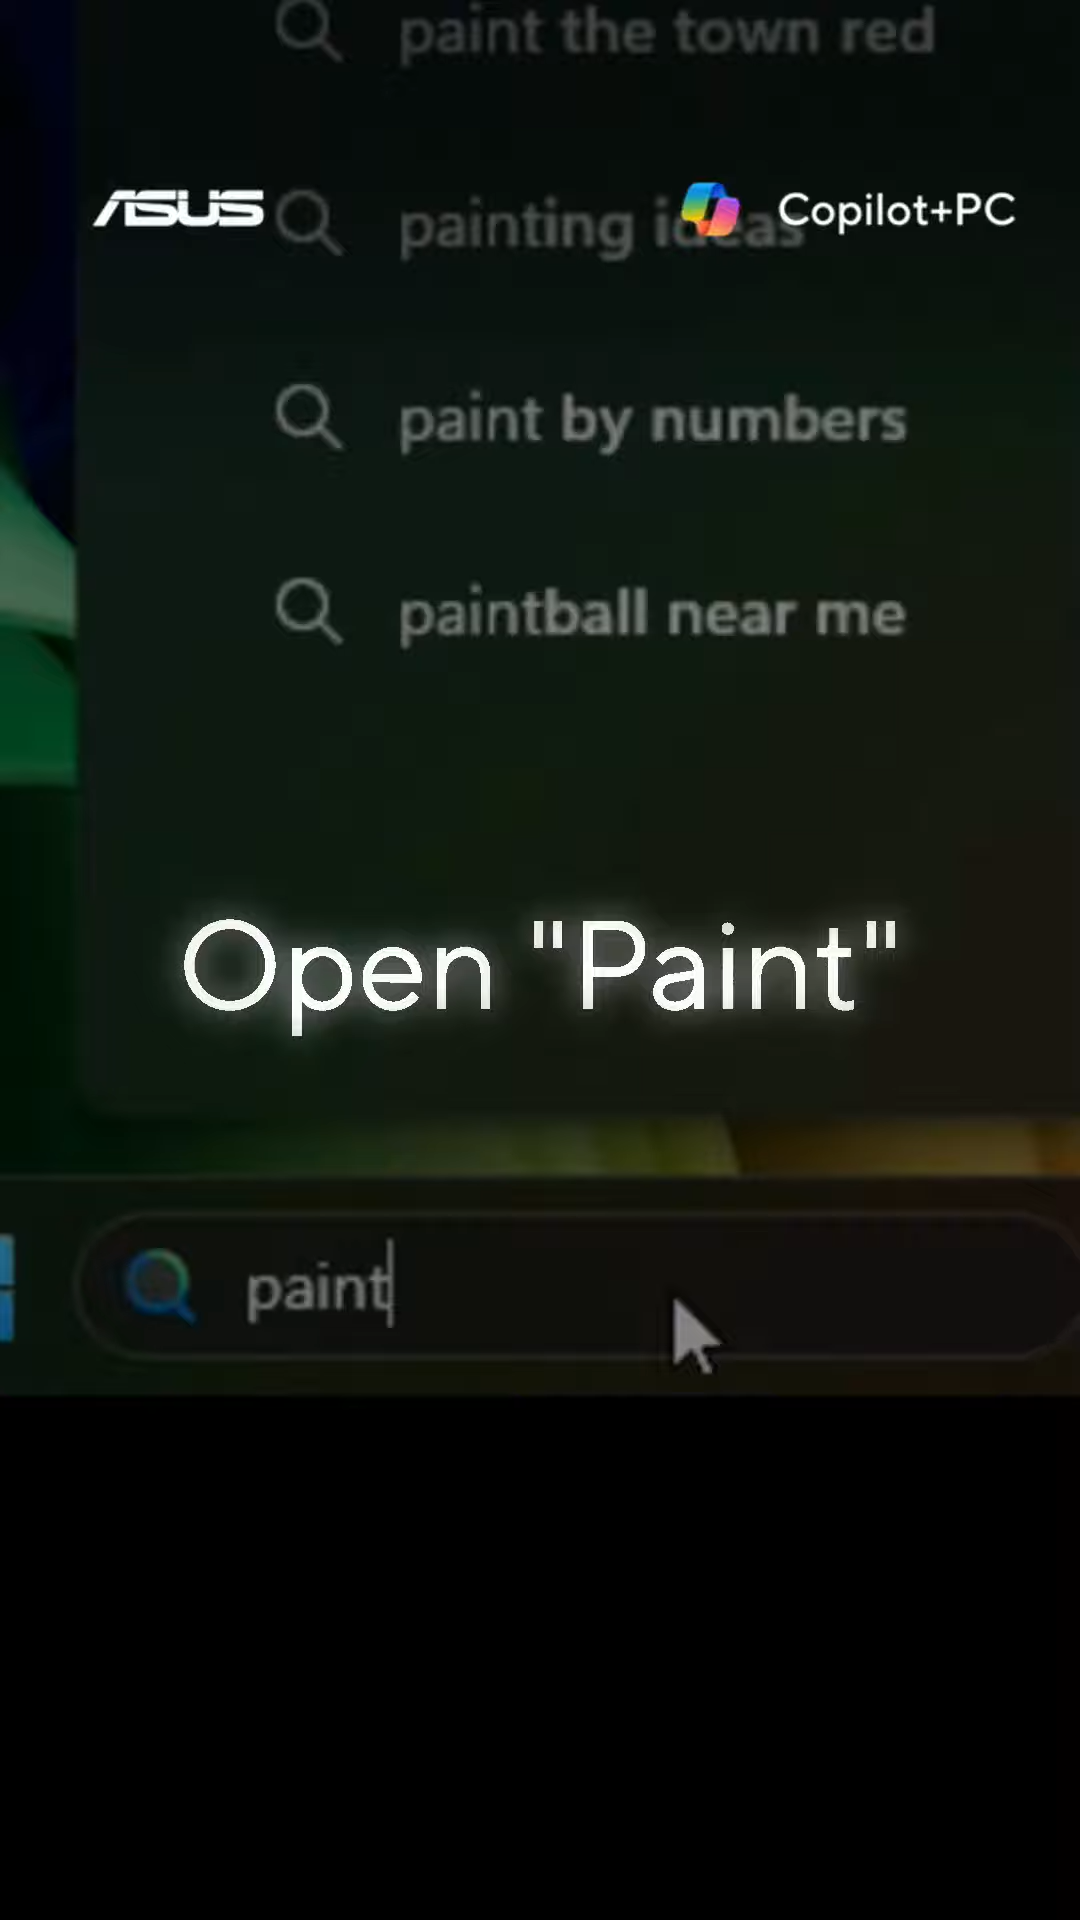 paint the town red
ASUS
painting ideas
Copilot+PC
paint by numbers
paintball near me
Open "Paint"
paint